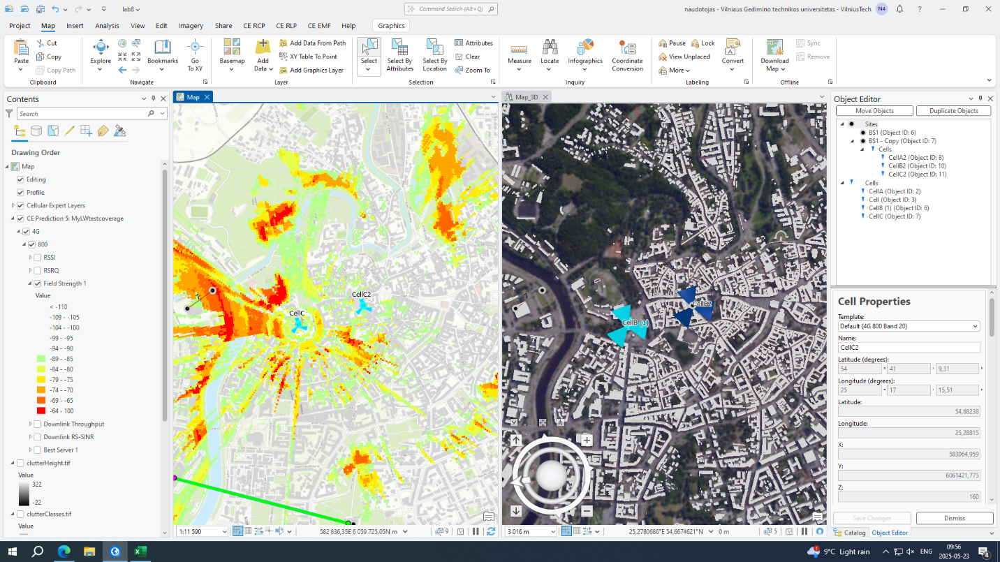 lab8
Command Search (Alt+Q)
naudotojas - Vilniaus Gedimino technikos universitetas - VilniusTech
N4
Project
Map
Insert
Analysis
View
Edit
Imagery
Share
CE RCP
CE RLP
CE EMF
Help
Graphics
Paste
Cut
Copy
Copy Path
Clipboard
Explore
Bookmarks
Go To XY
Navigate
Basemap
Add Data
Add Data From Path
XY Table To Point
Add Graphics Layer
Layer
Select
Select By Attributes
Select By Location
Attributes
Clear
Zoom To
Selection
Measure
Locate
Infographics
Coordinate Conversion
Inquiry
Pause
Lock
View Unplaced
More
Convert
Labeling
Download Map
Sync
Remove
Offline
Contents
Search
Drawing Order
Map
Editing
Profile
Cellular Expert Layers
CE Prediction 5: MyLWtestcoverage
4G
800
RSSI
RSRQ
Field Strength 1
Value
< -110
-109 - -105
-104 - -100
-99 - -95
-94 - -90
-89 - -85
-84 - -80
-79 - -75
-74 - -70
-69 - -65
-64 - 100
Downlink Throughput
Downlink RS-SINR
Best Server 1
clutterHeight.tif
Value
322
-22
clutterClasses.tif
Value
Map
CellC2
CellC
1:11 590
582 836,35E 6 059 725,05N m
9
Map_3D
CellB2
CellB (1)
3 016 m
25,2780686°E 54,6674621°N
0 m
5
Object Editor
Move Objects
Duplicate Objects
Sites
BS1 (Object ID: 6)
BS1 - Copy (Object ID: 7)
Cells
CellA2 (Object ID: 8)
CellB2 (Object ID: 10)
CellC2 (Object ID: 11)
Cells
CellA (Object ID: 2)
Cell (Object ID: 3)
CellB (1) (Object ID: 6)
CellC (Object ID: 7)
Cell Properties
Template:
Default (4G 800 Band 20)
Name:
CellC2
Latitude (degrees):
54 ° 41 ' 9,31 "
Longitude (degrees):
25 ° 17 ' 15,51 "
Latitude:
54,68238
Longitude:
25,28815
X:
583064,959
Y:
6061421,775
Z:
160
Save Changes
Dismiss
Catalog
Object Editor
1
9°C Light rain
ENG
09:56
2025-05-23
4